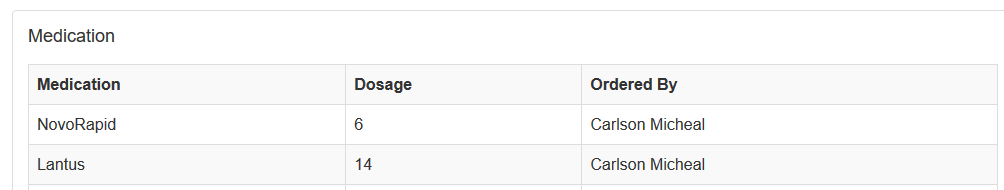 Medication
Medication Dosage Ordered By
NovoRapid 6 Carlson Micheal
Lantus 14 Carlson Micheal